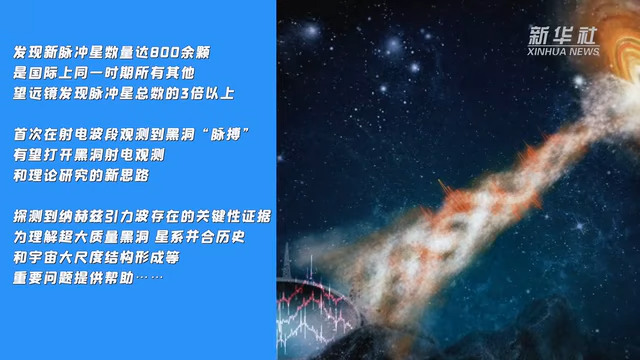 发现新脉冲星数量达800余颗
是国际上同一时期所有其他
望远镜发现脉冲星总数的3倍以上
首次在射电波段观测到黑洞“脉搏”
有望打开黑洞射电观测
和理论研究的新思路
探测到纳赫兹引力波存在的关键性证据
为理解超大质量黑洞 星系并合历史
和宇宙大尺度结构形成等
重要问题提供帮助……
新华社
XINHUA NEWS